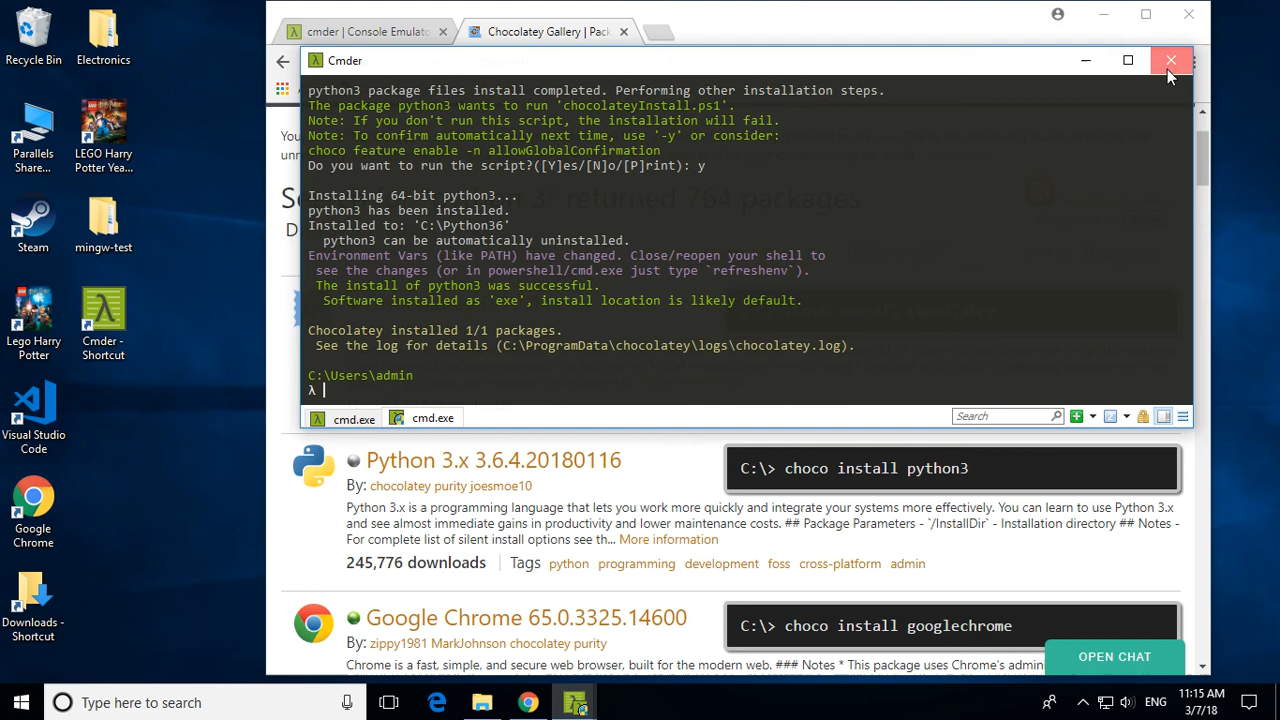 Recycle Bin
Electronics
Parallels Share...
LEGO Harry Potter Yea...
Steam
mingw-test
Lego Harry Potter
Cmder - Shortcut
Visual Studio Code
Google Chrome
Downloads - Shortcut
cmder | Console Emulato
Chocolatey Gallery | Pack
Cmder
python3 package files install completed. Performing other installation steps.
The package python3 wants to run 'chocolateyInstall.ps1'.
Note: If you don't run this script, the installation will fail.
Note: To confirm automatically next time, use '-y' or consider:
choco feature enable -n allowGlobalConfirmation
Do you want to run the script?([Y]es/[N]o/[P]rint): y
Installing 64-bit python3...
python3 has been installed.
Installed to: 'C:\Python36'
python3 can be automatically uninstalled.
Environment Vars (like PATH) have changed. Close/reopen your shell to
see the changes (or in powershell/cmd.exe just type `refreshenv`).
The install of python3 was successful.
Software installed as 'exe', install location is likely default.
Chocolatey installed 1/1 packages.
See the log for details (C:\ProgramData\chocolatey\logs\chocolatey.log).
C:\Users\admin
λ
cmd.exe
cmd.exe
Search
Python 3.x 3.6.4.20180116
C:\> choco install python3
By: chocolatey purity joesmoe10
Python 3.x is a programming language that lets you work more quickly and integrate your systems more effectively. You can learn to use Python 3.x
and see almost immediate gains in productivity and lower maintenance costs. ## Package Parameters - `/InstallDir` - Installation directory ## Notes -
For complete list of silent install options see th... More information
245,776 downloads Tags python programming development foss cross-platform admin
Google Chrome 65.0.3325.14600
C:\> choco install googlechrome
By: zippy1981 MarkJohnson chocolatey purity
Chrome is a fast, simple, and secure web browser, built for the modern web. ### Notes * This package uses Chrome's admin
OPEN CHAT
Type here to search
ENG
11:15 AM
3/7/18